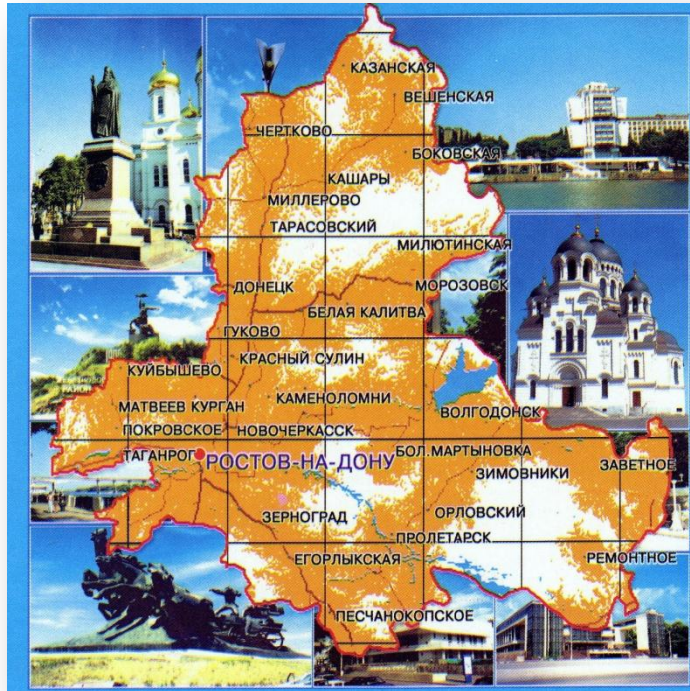 КАЗАНСКАЯ
ВЕШЕНСКАЯ
ЧЕРТКОВО
БОКОВСКАЯ
КАШАРЫ
МИЛЛЕРОВО
ТАРАСОВСКИЙ
МИЛЮТИНСКАЯ
ДОНЕЦК
МОРОЗОВСК
БЕЛАЯ КАЛИТВА
ГУКОВО
КРАСНЫЙ СУЛИН
КУЙБЫШЕВО
РАЙОН
КАМЕНОЛОМНИ
МАТВЕЕВ КУРГАН
ВОЛГОДОНСК
ПОКРОВСКОЕ
НОВОЧЕРКАССК
БОЛ. МАРТЫНОВКА
ТАГАНРОГ
РОСТОВ-НА-ДОНУ
ЗИМОВНИКИ
ЗАВЕТНОЕ
ЗЕРНОГРАД
ОРЛОВСКИЙ
ПРОЛЕТАРСК
ЕГОРЛЫКСКАЯ
РЕМОНТНОЕ
ПЕСЧАНОКОПСКОЕ